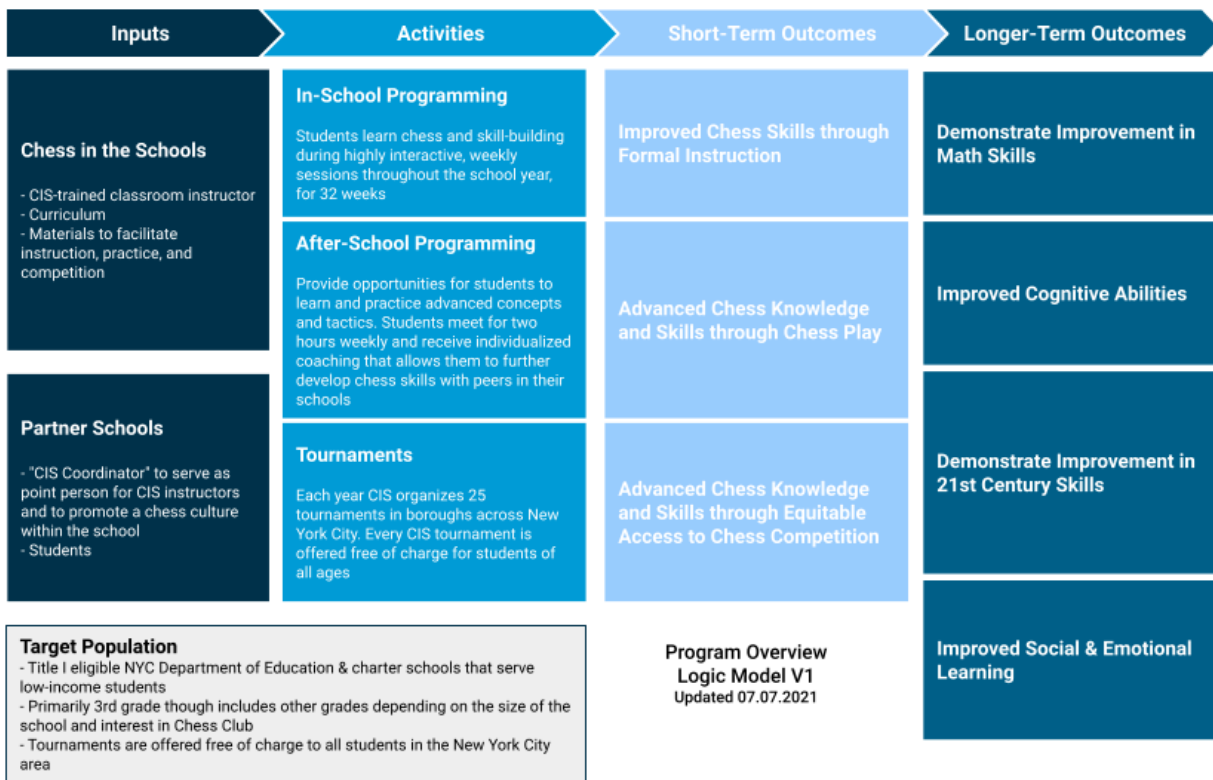 Inputs
Activities
Short-Term Outcomes
Longer-Term Outcomes
Chess in the Schools
- CIS-trained classroom instructor
- Curriculum
- Materials to facilitate
instruction, practice, and
competition
Partner Schools
- "CIS Coordinator" to serve as
point person for CIS instructors
and to promote a chess culture
within the school
- Students
In-School Programming
Students learn chess and skill-building
during highly interactive, weekly
sessions throughout the school year,
for 32 weeks
After-School Programming
Provide opportunities for students to
learn and practice advanced concepts
and tactics. Students meet for two
hours weekly and receive individualized
coaching that allows them to further
develop chess skills with peers in their
schools
Tournaments
Each year CIS organizes 25
tournaments in boroughs across New
York City. Every CIS tournament is
offered free of charge for students of
all ages
Improved Chess Skills through
Formal Instruction
Advanced Chess Knowledge
and Skills through Chess Play
Advanced Chess Knowledge
and Skills through Equitable
Access to Chess Competition
Demonstrate Improvement in
Math Skills
Improved Cognitive Abilities
Demonstrate Improvement in
21st Century Skills
Improved Social & Emotional
Learning
Target Population
- Title I eligible NYC Department of Education & charter schools that serve
low-income students
- Primarily 3rd grade though includes other grades depending on the size of the
school and interest in Chess Club
- Tournaments are offered free of charge to all students in the New York City
area
Program Overview
Logic Model V1
Updated 07.07.2021